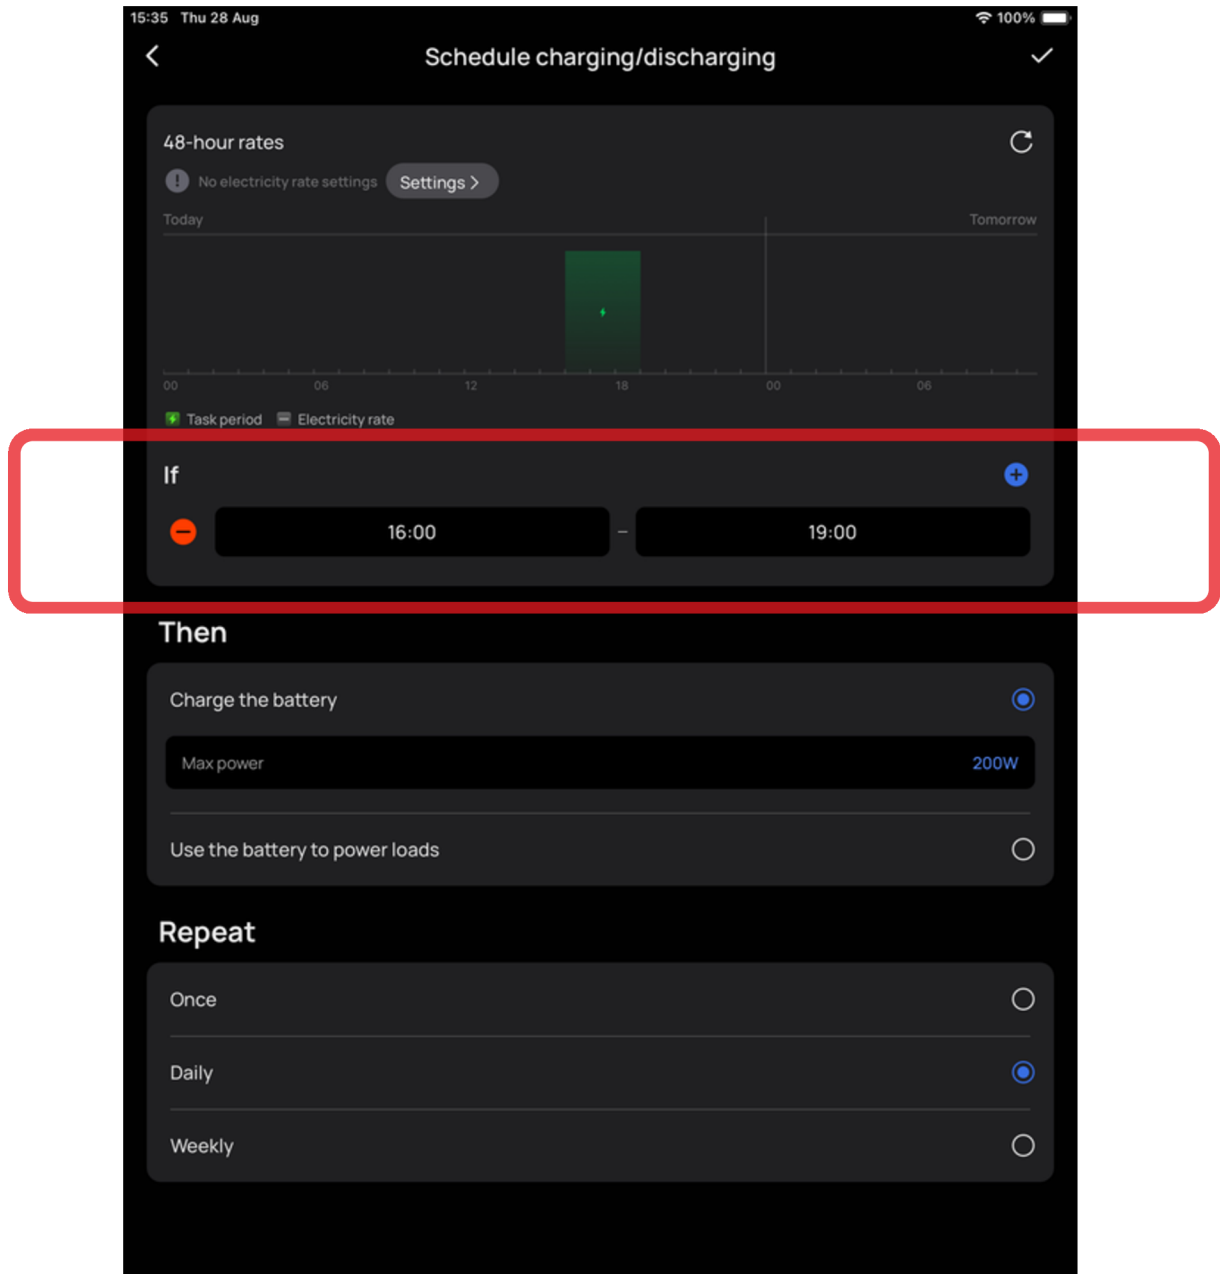 15:35 Thu 28 Aug 100%
Schedule charging/discharging
48-hour rates
No electricity rate settings Settings >
Today Tomorrow
00 06 12 18 00 06
Task period Electricity rate
If
16:00 – 19:00
Then
Charge the battery
Max power 200W
Use the battery to power loads
Repeat
Once
Daily
Weekly